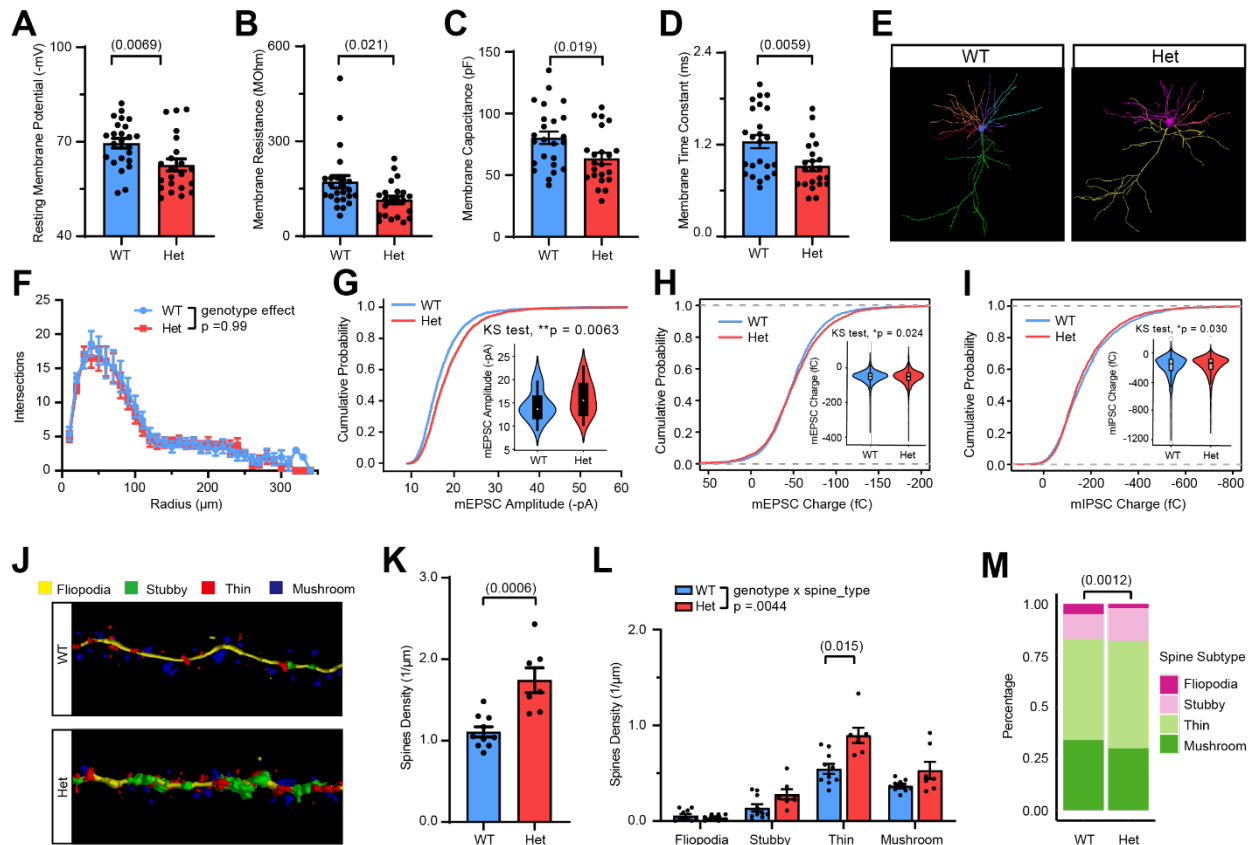 A
Resting Membrane Potential (-mV)
100
70
40
(0.0069)
WT
Het
B
Membrane Resistance (MOhm)
600
300
0
(0.021)
WT
Het
C
Membrane Capacitance (pF)
150
100
50
0
(0.019)
WT
Het
D
Membrane Time Constant (ms)
2.4
1.2
0.0
(0.0059)
WT
Het
E
WT
Het
F
Intersections
25
20
15
10
5
0
WT
Het
genotype effect
p =0.99
0
100
200
300
Radius (µm)
G
Cumulative Probability
1.0
0.8
0.6
0.4
0.2
0.0
WT
Het
KS test, **p = 0.0063
mEPSC Amplitude (-pA)
25
20
15
10
5
WT
Het
10
20
30
40
50
60
mEPSC Amplitude (-pA)
H
Cumulative Probability
1.0
0.8
0.6
0.4
0.2
0.0
WT
Het
KS test, *p = 0.024
mEPSC Charge (fC)
0
-200
-400
WT
Het
50
0
-50
-100
-150
-200
mEPSC Charge (fC)
I
Cumulative Probability
1.0
0.8
0.6
0.4
0.2
0.0
WT
Het
KS test, *p = 0.030
mIPSC Charge (fC)
0
-400
-800
-1200
WT
Het
0
-200
-400
-600
-800
mIPSC Charge (fC)
J
Fliopodia
Stubby
Thin
Mushroom
WT
Het
K
Spines Density (1/µm)
3.0
2.0
1.0
0.0
(0.0006)
WT
Het
L
Spines Density (1/µm)
2.0
1.0
0.0
WT
Het
genotype x spine_type
p =.0044
(0.015)
Fliopodia
Stubby
Thin
Mushroom
M
(0.0012)
Percentage
1.00
0.75
0.5
0.25
0.00
WT
Het
Spine Subtype
Fliopodia
Stubby
Thin
Mushroom